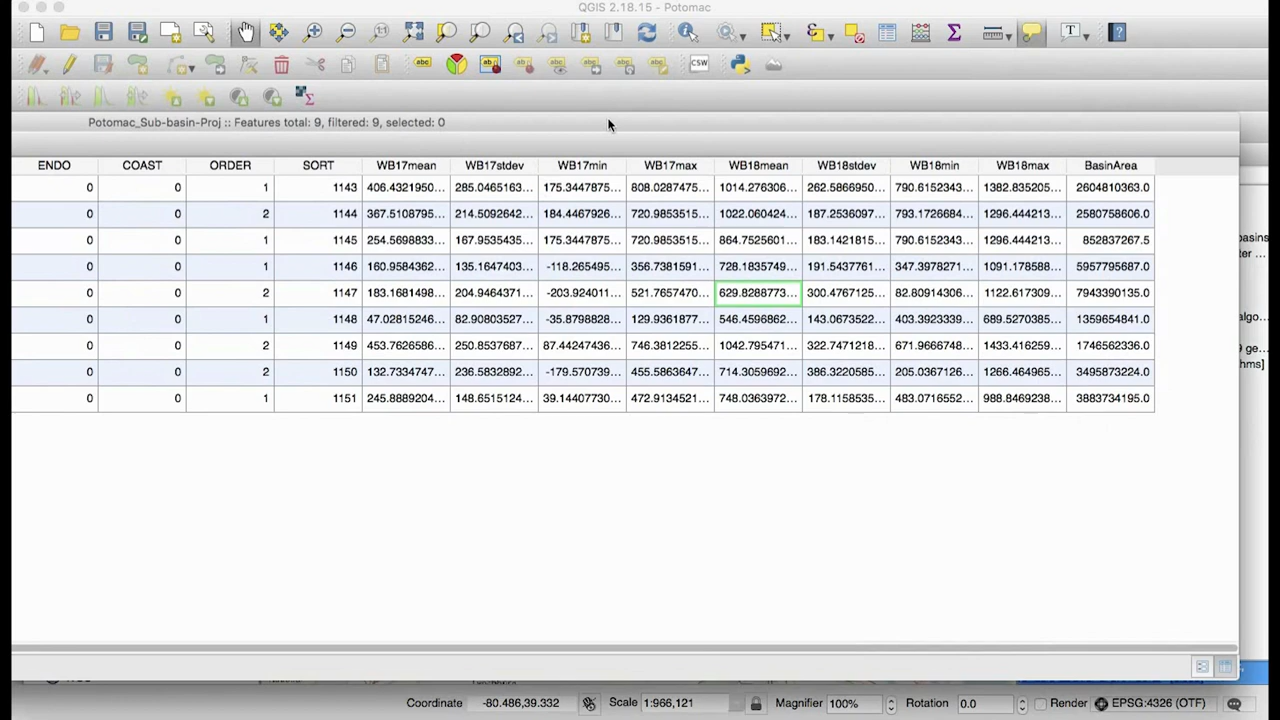 QGIS 2.18.15 - Potomac
abc abc abc CSW
Potomac_Sub-basin-Proj :: Features total: 9, filtered: 9, selected: 0
ENDO COAST ORDER SORT WB17mean WB17stdev WB17min WB17max WB18mean WB18stdev WB18min WB18max BasinArea
0 0 1 1143 406.4321950... 285.0465163... 175.3447875... 808.0287475... 1014.276306... 262.5866950... 790.6152343... 1382.835205... 2604810363.0
0 0 2 1144 367.5108795... 214.5092642... 184.4467926... 720.9853515... 1022.060424... 187.2536097... 793.1726684... 1296.444213... 2580758606.0
0 0 1 1145 254.5698833... 167.9535435... 175.3447875... 720.9853515... 864.7525601... 183.1421815... 790.6152343... 1296.444213... 852837267.5
0 0 1 1146 160.9584362... 135.1647403... -118.265495... 356.7381591... 728.1835749... 191.5437761... 347.3978271... 1091.178588... 5957795687.0
0 0 2 1147 183.1681498... 204.9464371... -203.924011... 521.7657470... 629.8288773... 300.4767125... 82.80914306... 1122.617309... 7943390135.0
0 0 1 1148 47.02815246... 82.90803527... -35.8798828... 129.9361877... 546.4596862... 143.0673522... 403.3923339... 689.5270385... 1359654841.0
0 0 2 1149 453.7626586... 250.8537687... 87.44247436... 746.3812255... 1042.795471... 322.7471218... 671.9666748... 1433.416259... 1746562336.0
0 0 2 1150 132.7334747... 236.5832892... -179.570739... 455.5863647... 714.3059692... 386.3220585... 205.0367126... 1266.464965... 3495873224.0
0 0 1 1151 245.8889204... 148.6515124... 39.14407730... 472.9134521... 748.0363972... 178.1158535... 483.0716552... 988.8469238... 3883734195.0
Coordinate -80.486,39.332 Scale 1:966,121 Magnifier 100% Rotation 0.0 Render EPSG:4326 (OTF)